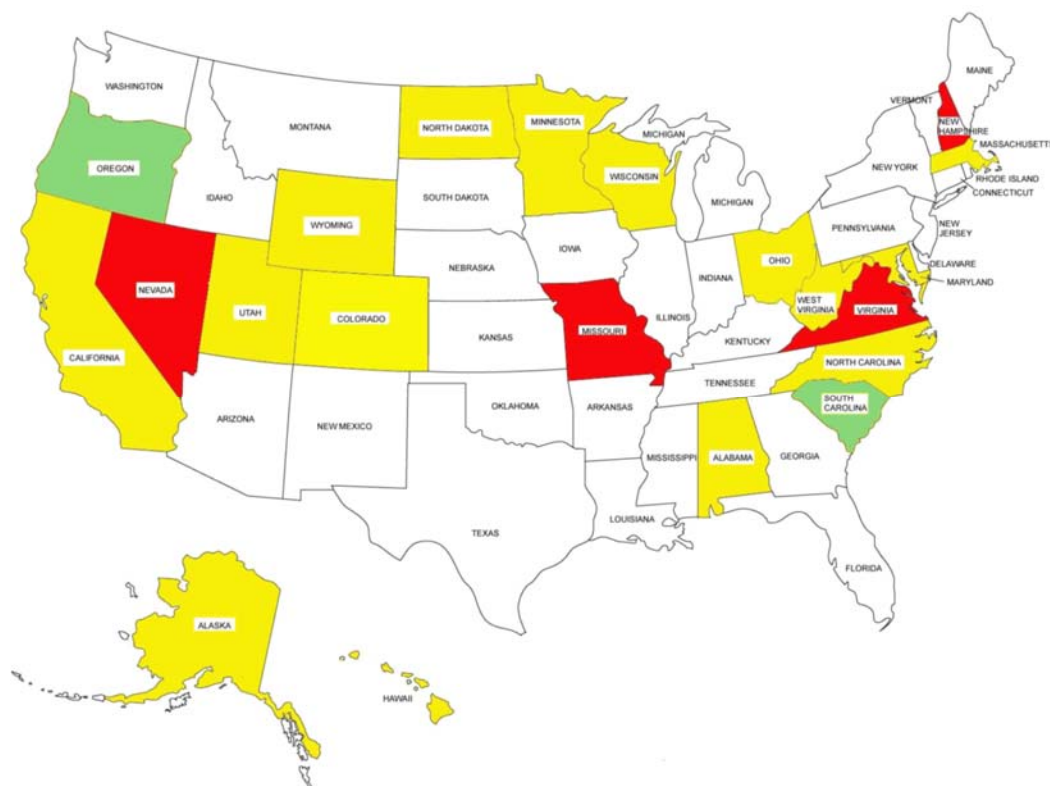 MAINE
WASHINGTON
VERMONT
NEW
HAMPSHIRE
MONTANA
NORTH DAKOTA
MINNESOTA
MICHIGAN
MASSACHUSETT
OREGON
NEW YORK
WISCONSIN
RHODE ISLAND
CONNECTICUT
IDAHO
SOUTH DAKOTA
MICHIGAN
WYOMING
PENNSYLVANIA
NEW
JERSEY
IOWA
OHIO
DELAWARE
NEBRASKA
INDIANA
MARYLAND
NEVADA
WEST
VIRGINIA
VIRGINIA
UTAH
COLORADO
ILLINOIS
MISSOURI
KANSAS
KENTUCKY
CALIFORNIA
NORTH CAROLINA
TENNESSEE
SOUTH
CAROLINA
OKLAHOMA
ARKANSAS
ARIZONA
NEW MEXICO
MISSISSIPPI
ALABAMA
GEORGIA
LOUISIANA
TEXAS
FLORIDA
ALASKA
HAWAII